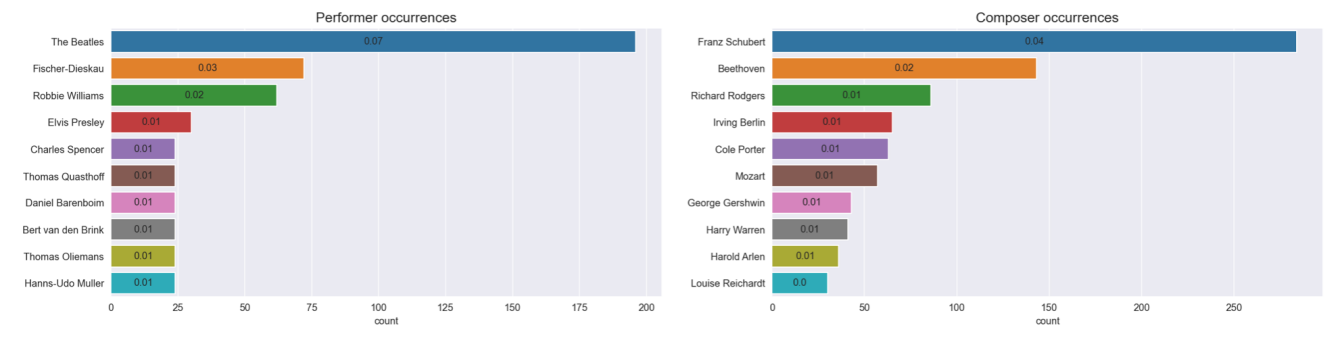 Performer occurrences
The Beatles 0.07
Fischer-Dieskau 0.03
Robbie Williams 0.02
Elvis Presley 0.01
Charles Spencer 0.01
Thomas Quasthoff 0.01
Daniel Barenboim 0.01
Bert van den Brink 0.01
Thomas Oliemans 0.01
Hanns-Udo Muller 0.01
0 25 50 75 100 125 150 175 200
count
Composer occurrences
Franz Schubert 0.04
Beethoven 0.02
Richard Rodgers 0.01
Irving Berlin 0.01
Cole Porter 0.01
Mozart 0.01
George Gershwin 0.01
Harry Warren 0.01
Harold Arlen 0.01
Louise Reichardt 0.0
0 50 100 150 200 250
count